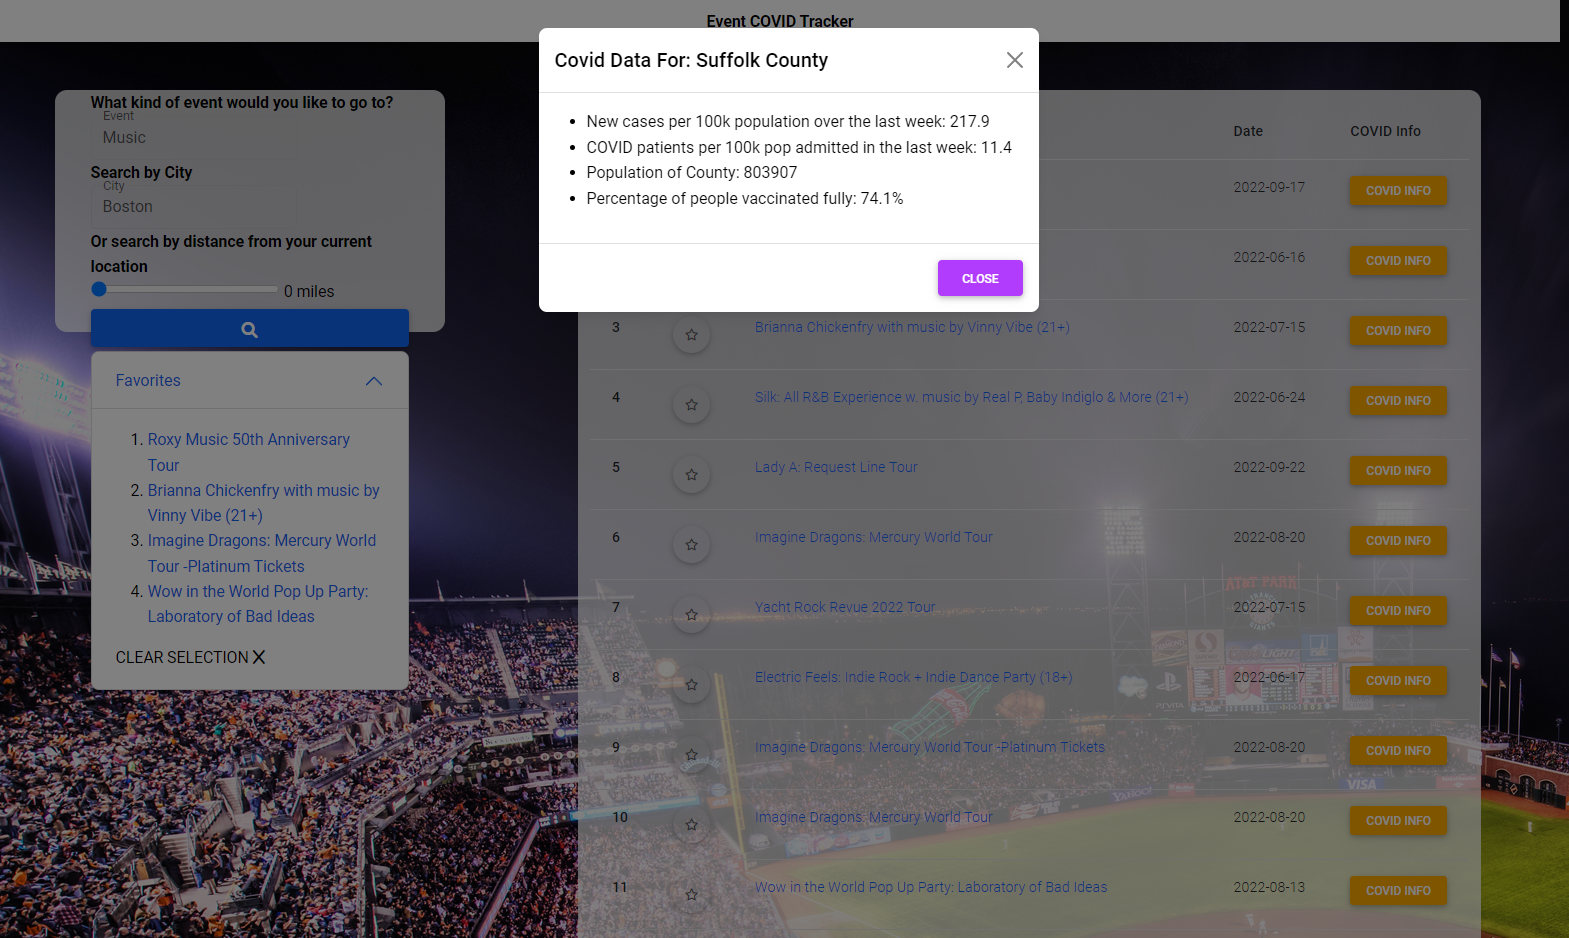 Event COVID Tracker
Covid Data For: Suffolk County
New cases per 100k population over the last week: 217.9
COVID patients per 100k pop admitted in the last week: 11.4
Population of County: 803907
Percentage of people vaccinated fully: 74.1%
CLOSE
What kind of event would you like to go to?
Event
Music
Search by City
City
Boston
Or search by distance from your current
location
0 miles
Favorites
1. Roxy Music 50th Anniversary
Tour
2. Brianna Chickenfry with music by
Vinny Vibe (21+)
3. Imagine Dragons: Mercury World
Tour -Platinum Tickets
4. Wow in the World Pop Up Party:
Laboratory of Bad Ideas
CLEAR SELECTION X
Date COVID Info
2022-09-17 COVID INFO
2022-06-16 COVID INFO
3 Brianna Chickenfry with music by Vinny Vibe (21+) 2022-07-15 COVID INFO
4 Silk: All R&B Experience w. music by Real P, Baby Indiglo & More (21+) 2022-06-24 COVID INFO
5 Lady A: Request Line Tour 2022-09-22 COVID INFO
6 Imagine Dragons: Mercury World Tour 2022-08-20 COVID INFO
7 Yacht Rock Revue 2022 Tour 2022-07-15 COVID INFO
8 Electric Feels: Indie Rock + Indie Dance Party (18+) 2022-06-17 COVID INFO
9 Imagine Dragons: Mercury World Tour -Platinum Tickets 2022-08-20 COVID INFO
10 Imagine Dragons: Mercury World Tour 2022-08-20 COVID INFO
11 Wow in the World Pop Up Party: Laboratory of Bad Ideas 2022-08-13 COVID INFO
AT&T PARK
VISA